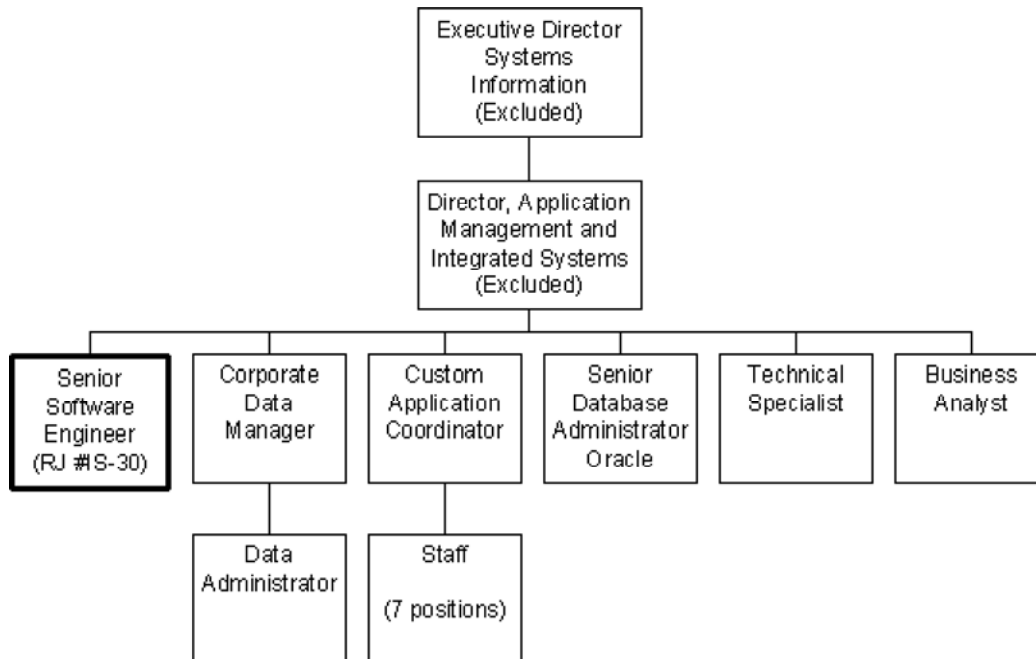 Executive Director
Systems
Information
(Excluded)
Director, Application
Management and
Integrated Systems
(Excluded)
Senior
Software
Engineer
(RJ #IS-30)
Corporate
Data
Manager
Custom
Application
Coordinator
Senior
Database
Administrator
Oracle
Technical
Specialist
Business
Analyst
Data
Administrator
Staff
(7 positions)